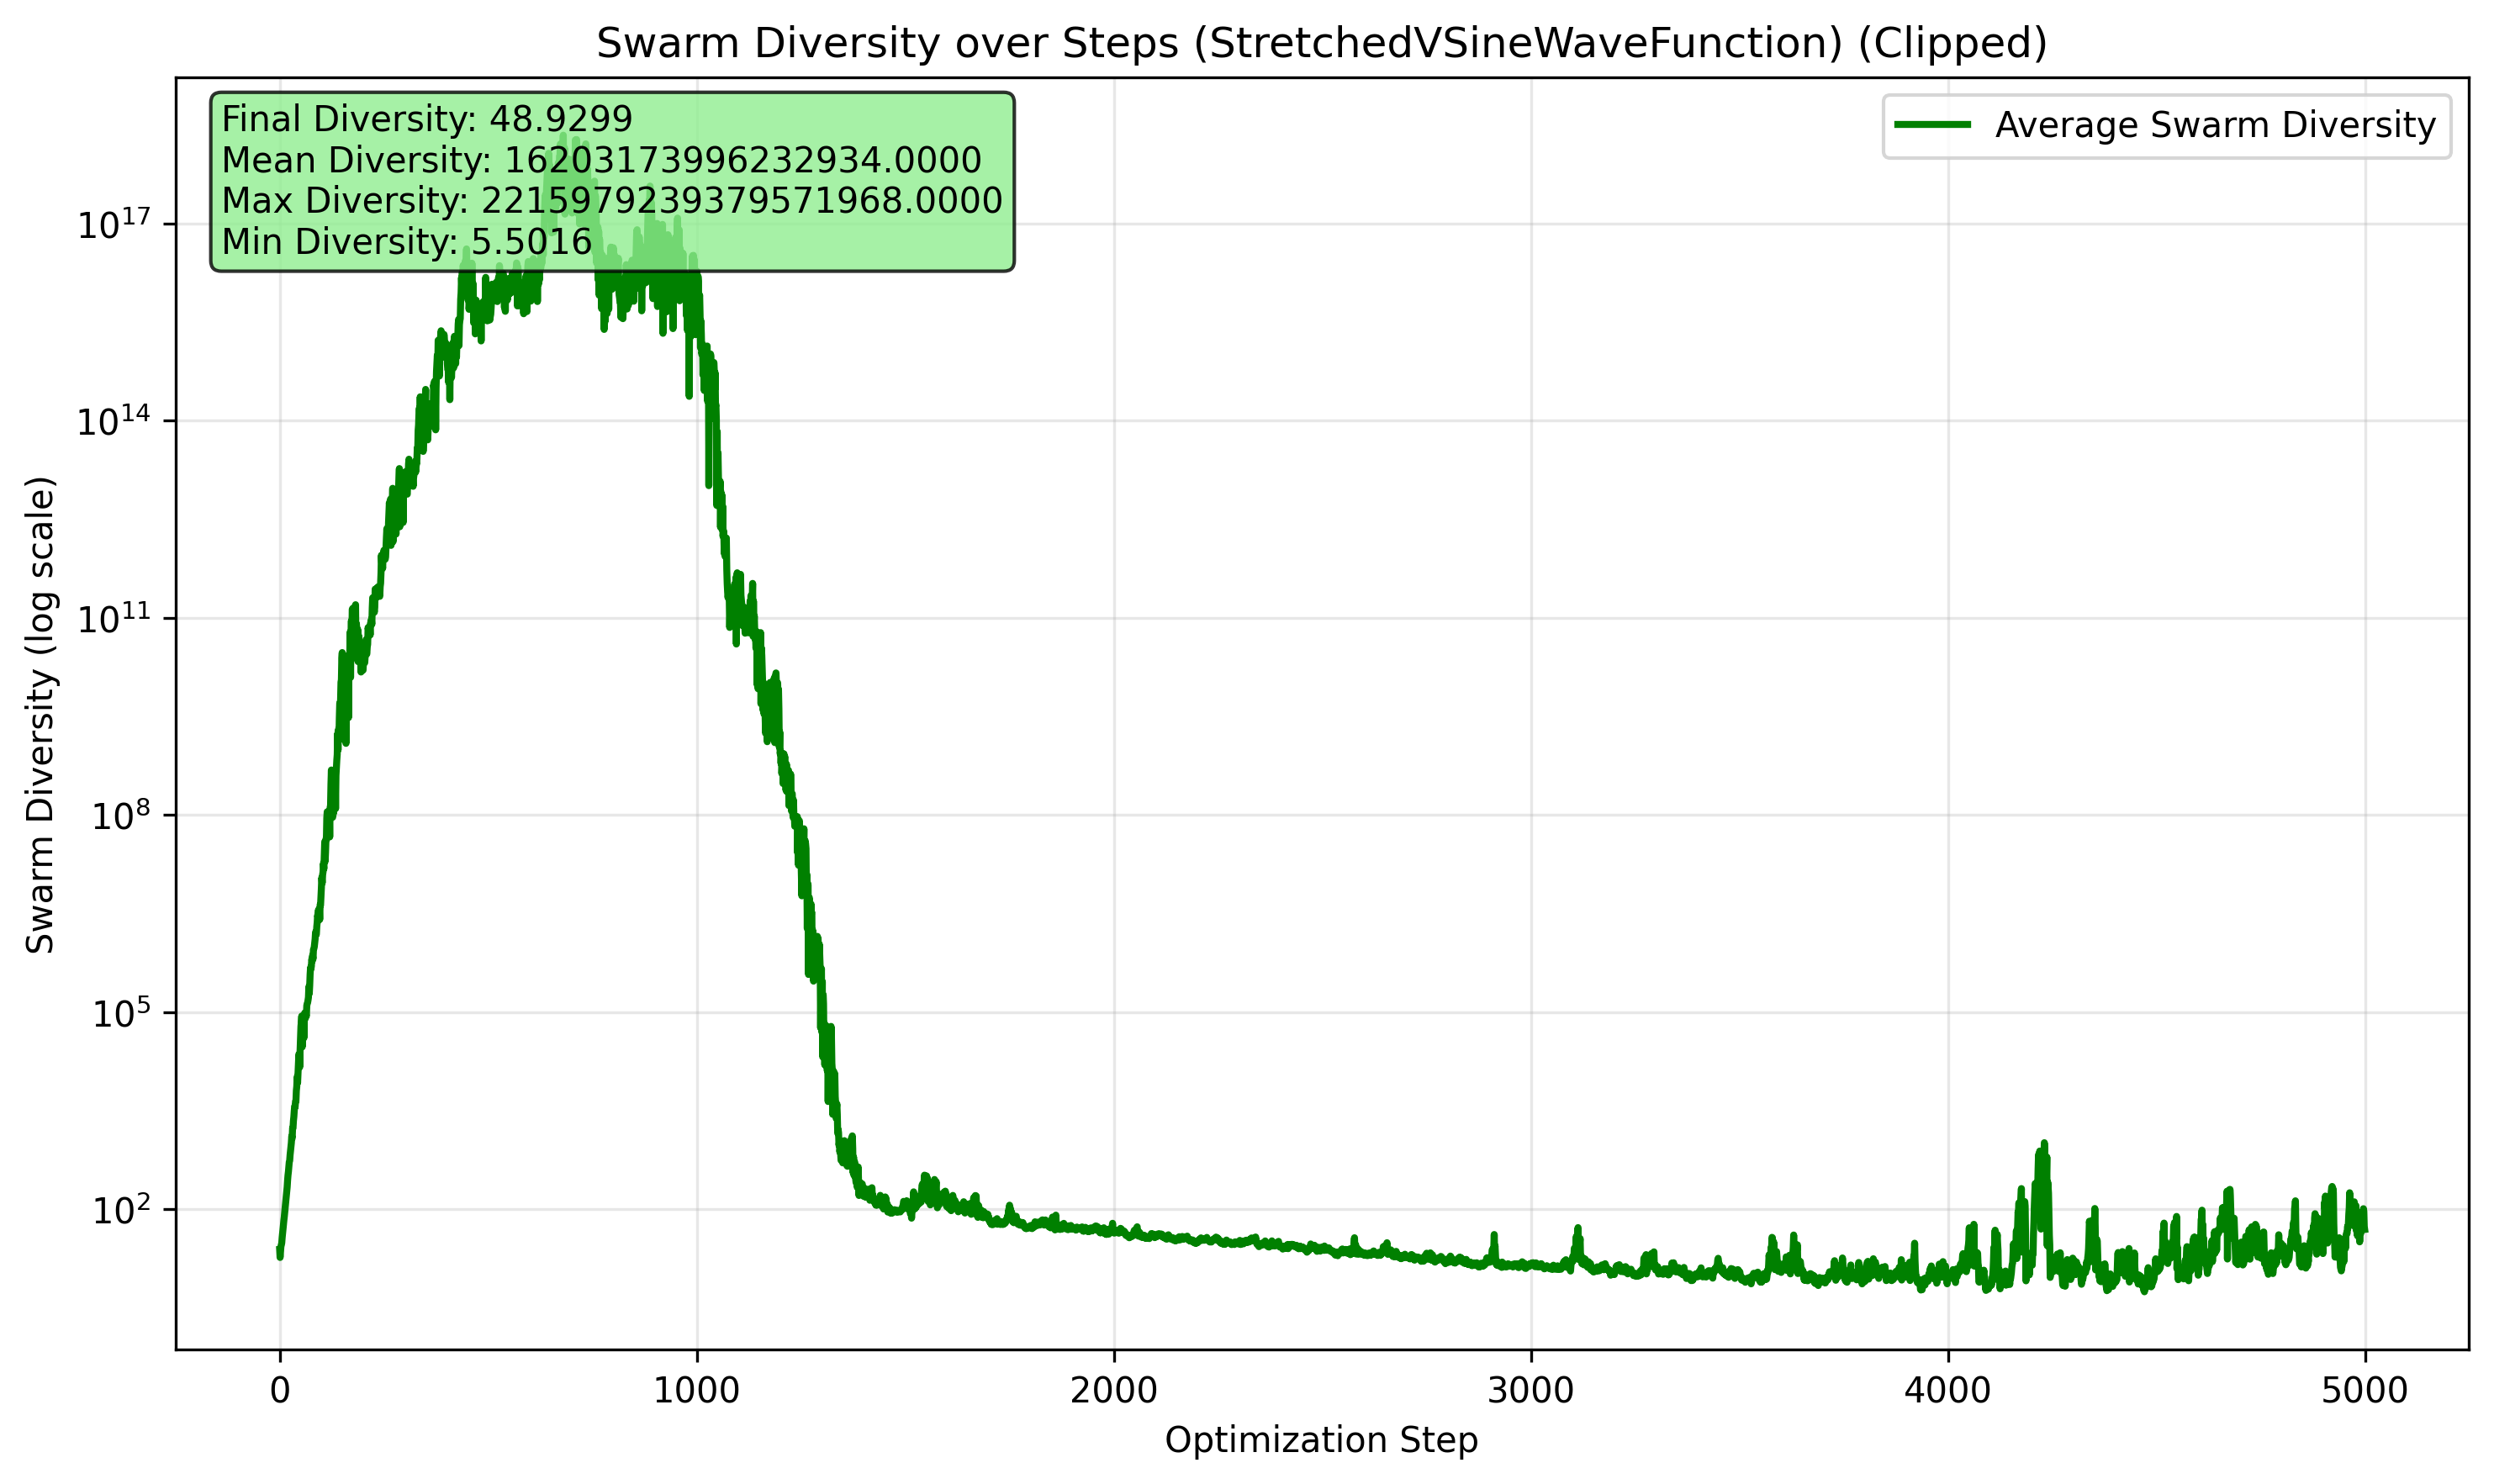 Swarm Diversity over Steps (StretchedVSineWaveFunction) (Clipped)
Final Diversity: 48.9299
Mean Diversity: 16203173996232934.0000
Max Diversity: 2215979239379571968.0000
Min Diversity: 5.5016
Average Swarm Diversity
Swarm Diversity (log scale)
10^17
10^14
10^11
10^8
10^5
10^2
0 1000 2000 3000 4000 5000
Optimization Step